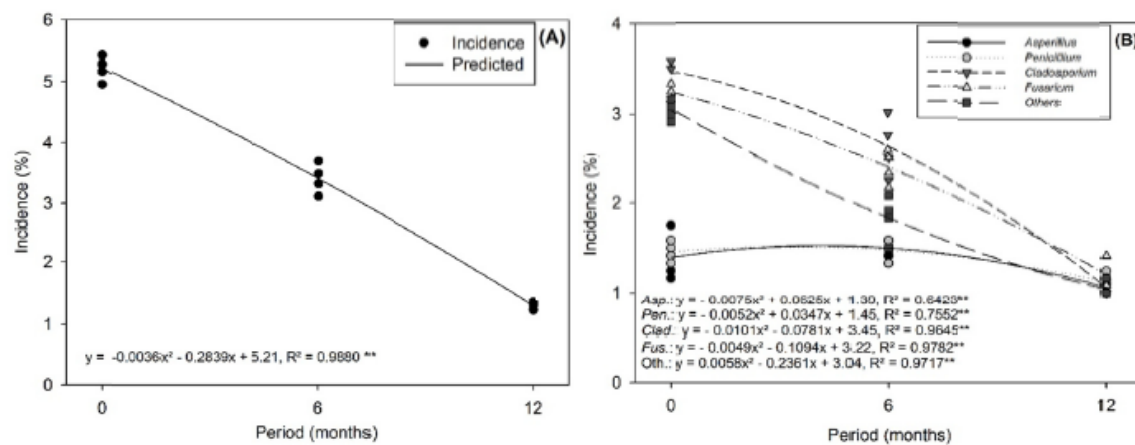 6
5
4
3
2
1
0
Incidence (%)
Incidence
Predicted
(A)
y = -0.0036x² - 0.2839x + 5.21, R² = 0.9880 **
0 6 12
Period (months)
4
3
2
1
0
Incidence (%)
Penicillium
Cladosporium
Fusarium
Others
(B)
Asp.: y = - 0.0075x² + 0.0625x + 1.39, R² = 0.6423**
Pen.: y = - 0.0052x² + 0.0347x + 1.45, R² = 0.7552**
Clad.: y = - 0.0101x² - 0.0781x + 3.45, R² = 0.9645**
Fus.: y = - 0.0049x² - 0.1094x + 3.22, R² = 0.9782**
Oth.: y = 0.0058x² - 0.2361x + 3.04, R² = 0.9717**
0 6 12
Period (months)